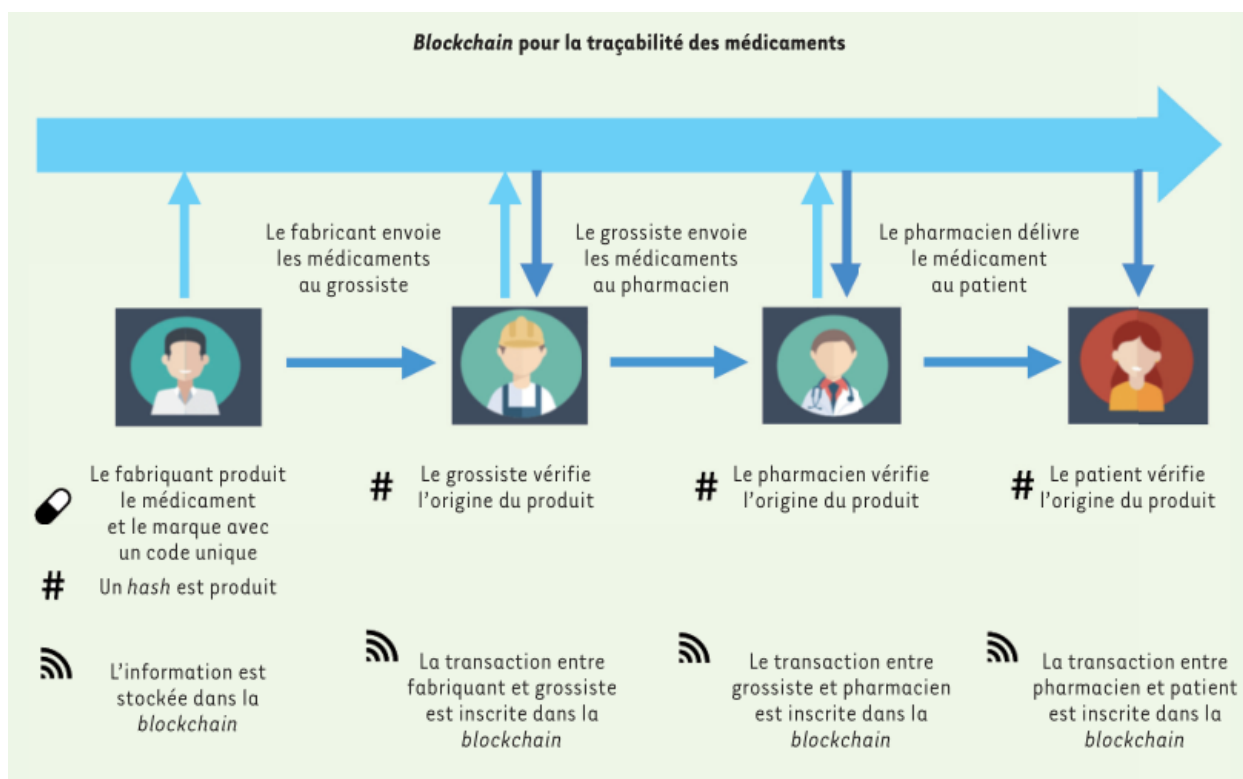 Blockchain pour la traçabilité des médicaments
Le fabricant envoie
les médicaments
au grossiste
Le grossiste envoie
les médicaments
au pharmacien
Le pharmacien délivre
le médicament
au patient
Le fabriquant produit
le médicament
et le marque avec
un code unique
# Un hash est produit
L'information est
stockée dans la
blockchain
# Le grossiste vérifie
l'origine du produit
La transaction entre
fabriquant et grossiste
est inscrite dans la
blockchain
# Le pharmacien vérifie
l'origine du produit
Le transaction entre
grossiste et pharmacien
est inscrite dans la
blockchain
# Le patient vérifie
l'origine du produit
La transaction entre
pharmacien et patient
est inscrite dans la
blockchain